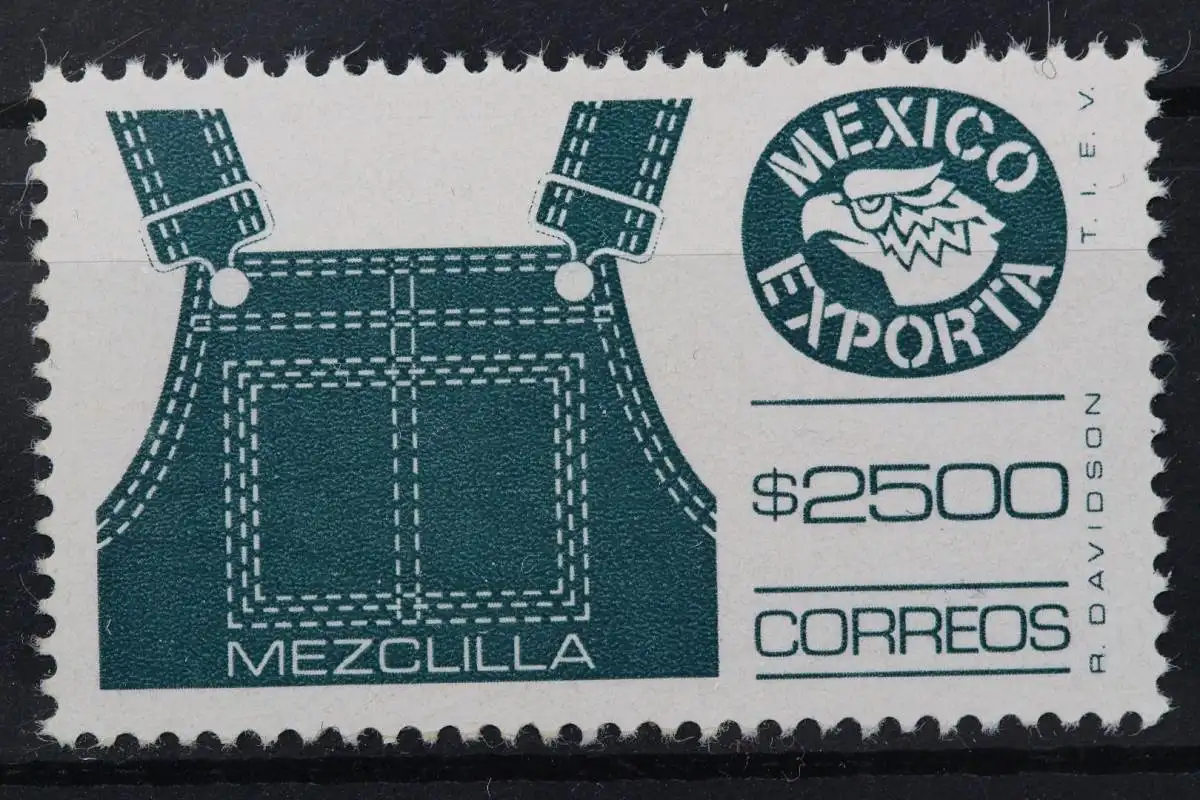 MEZCLILLA
MEXICO
EXPORTA
$2500
CORREOS
T. I. E. V.
R. DAVIDSON